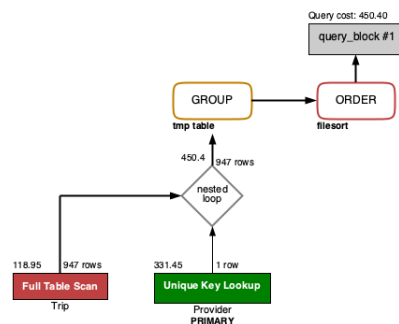 Query cost: 450.40
query_block #1
GROUP
ORDER
tmp table
filesort
450.4
947 rows
nested
loop
118.95
947 rows
331.45
1 row
Full Table Scan
Unique Key Lookup
Trip
Provider
PRIMARY